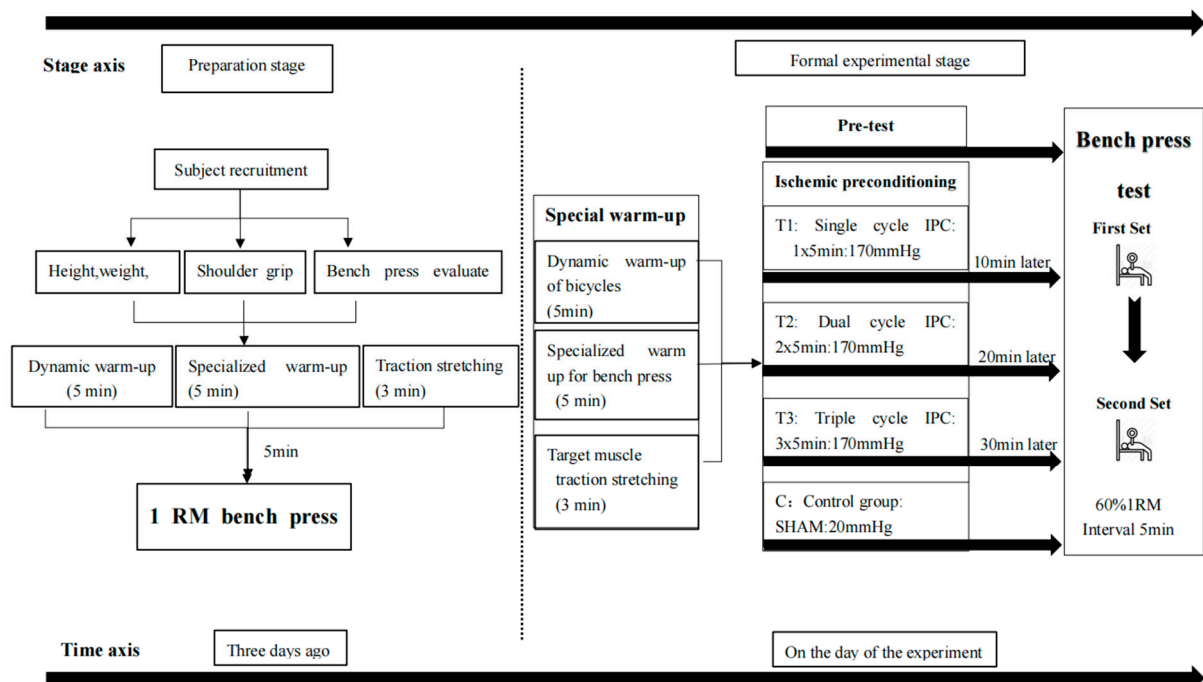 Stage axis
Preparation stage
Formal experimental stage
Subject recruitment
Height,weight,
Shoulder grip
Bench press evaluate
Dynamic warm-up
(5 min)
Specialized warm-up
(5 min)
Traction stretching
(3 min)
5min
1 RM bench press
Special warm-up
Dynamic warm-up
of bicycles
(5min)
Specialized warm
up for bench press
(5 min)
Target muscle
traction stretching
(3 min)
Pre-test
Ischemic preconditioning
T1: Single cycle IPC:
1x5min:170mmHg
10min later
T2: Dual cycle IPC:
2x5min:170mmHg
20min later
T3: Triple cycle IPC:
3x5min:170mmHg
30min later
C：Control group:
SHAM:20mmHg
Bench press
test
First Set
Second Set
60%1RM
Interval 5min
Time axis
Three days ago
On the day of the experiment